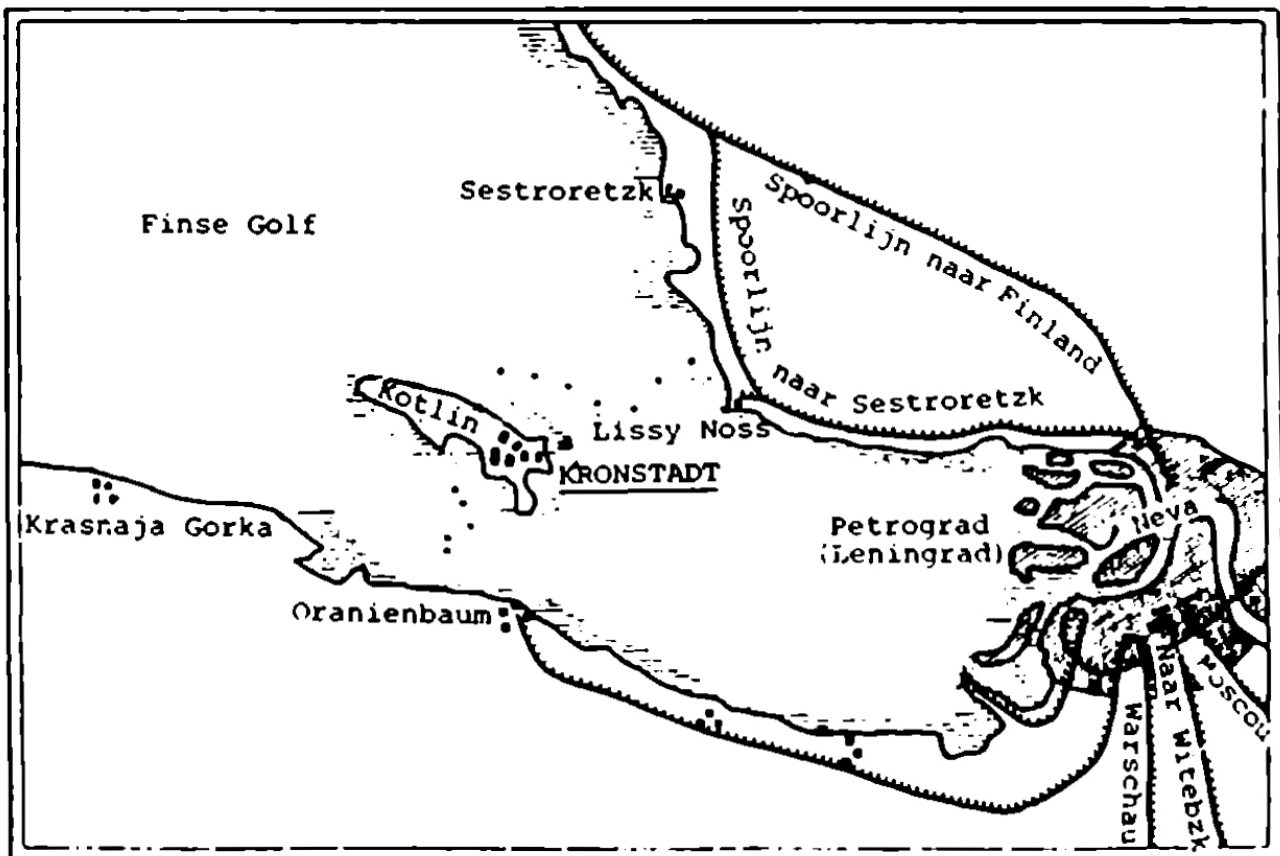 Sestroretzk
Finse Golf
Spoorlijn naar Finland
Spoorlijn naar Sestroretzk
Kotlin
Lissy Noss
KRONSTADT
Krasnaja Gorka
Petrograd
(Leningrad)
Neva
Oranienbaum
Warschau
Naar Witebzk
Moscou